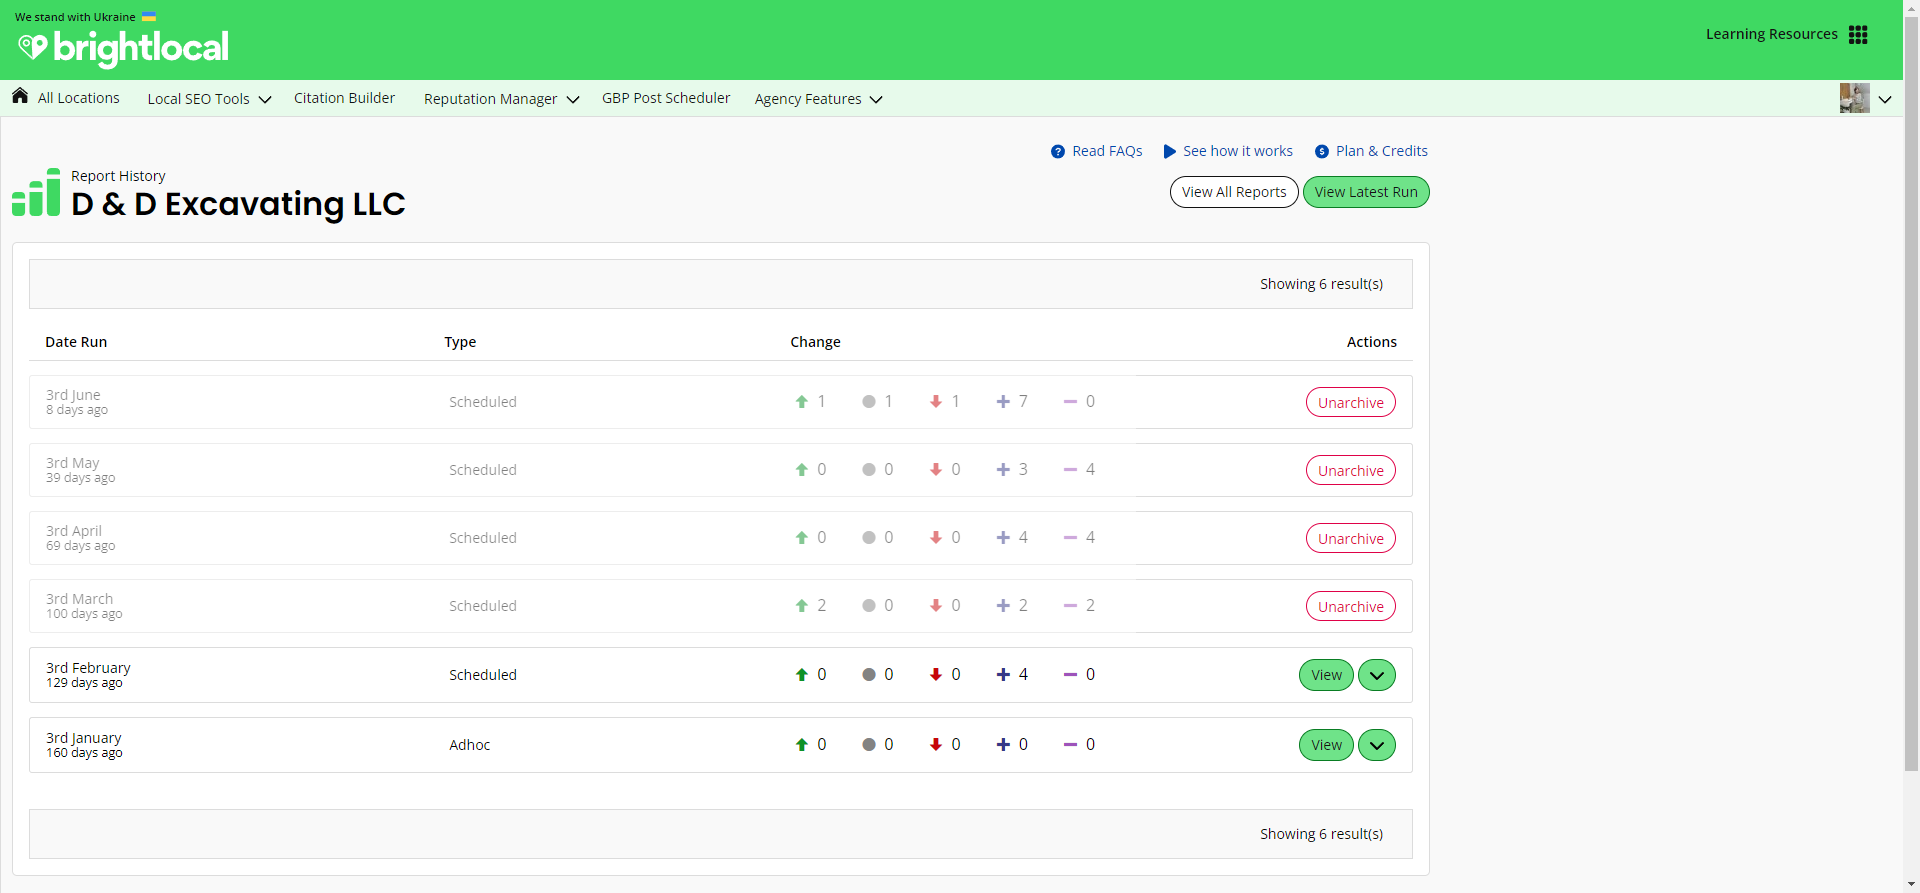 We stand with Ukraine
brightlocal
Learning Resources
All Locations Local SEO Tools Citation Builder Reputation Manager GBP Post Scheduler Agency Features
Read FAQs See how it works Plan & Credits
Report History
D & D Excavating LLC
View All Reports View Latest Run
Showing 6 result(s)
Date Run Type Change Actions
3rd June
8 days ago
Scheduled 1 1 1 7 0 Unarchive
3rd May
39 days ago
Scheduled 0 0 0 3 4 Unarchive
3rd April
69 days ago
Scheduled 0 0 0 4 4 Unarchive
3rd March
100 days ago
Scheduled 2 0 0 2 2 Unarchive
3rd February
129 days ago
Scheduled 0 0 0 4 0 View
3rd January
160 days ago
Adhoc 0 0 0 0 0 View
Showing 6 result(s)